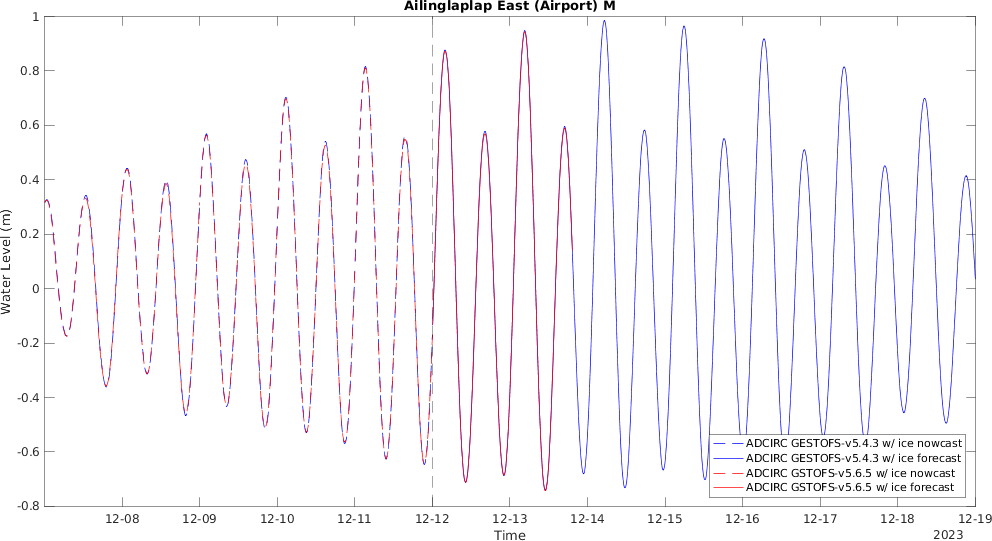 Ailinglaplap East (Airport) M
Water Level (m)
1
0.8
0.6
0.4
0.2
0
-0.2
-0.4
-0.6
-0.8
ADCIRC GESTOFS-v5.4.3 w/ ice nowcast
ADCIRC GESTOFS-v5.4.3 w/ ice forecast
ADCIRC GSTOFS-v5.6.5 w/ ice nowcast
ADCIRC GSTOFS-v5.6.5 w/ ice forecast
12-08 12-09 12-10 12-11 12-12 12-13 12-14 12-15 12-16 12-17 12-18 12-19
Time
2023